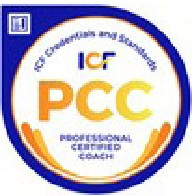 ICF Credentials and Standards
ICF
PCC
PROFESSIONAL
CERTIFIED
COACH